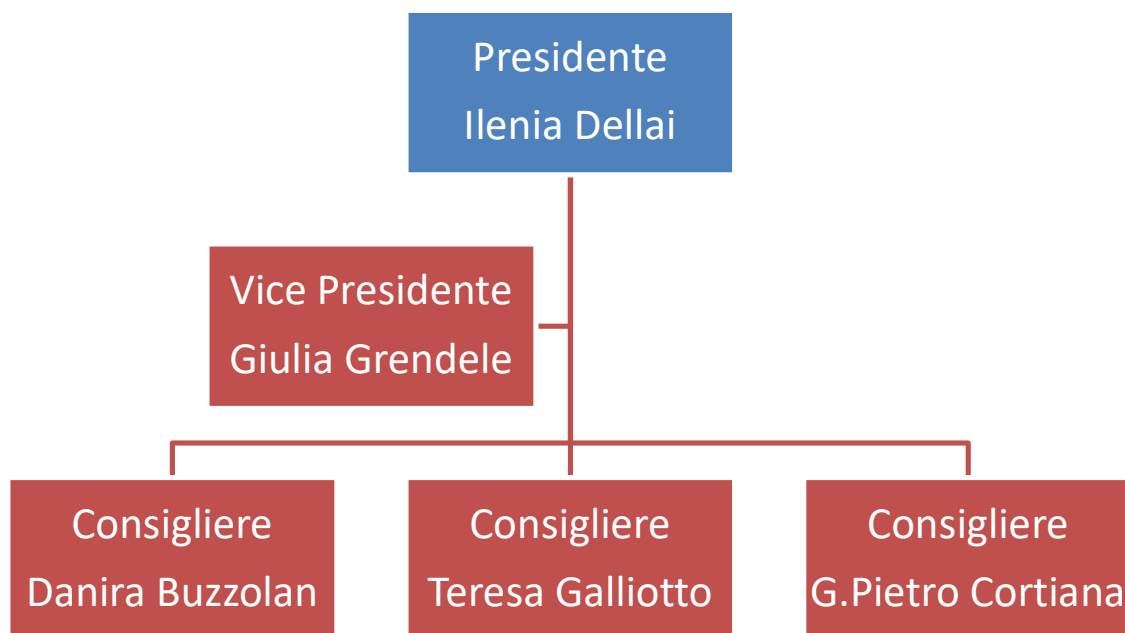 Presidente
Ilenia Dellai
Vice Presidente
Giulia Grendele
Consigliere
Danira Buzzolan
Consigliere
Teresa Galliotto
Consigliere
G.Pietro Cortiana